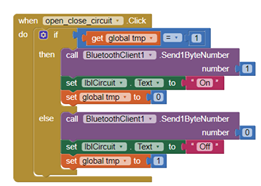 when open_close_circuit .Click
do if get global tmp = 1
then call BluetoothClient1 .Send1ByteNumber
number 1
set lblCircuit . Text to " On "
set global tmp to 0
else call BluetoothClient1 .Send1ByteNumber
number 0
set lblCircuit . Text to " Off "
set global tmp to 1